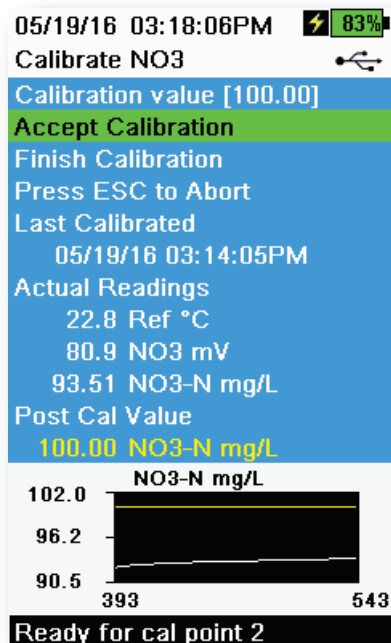 05/19/16 03:18:06PM 83%
Calibrate NO3
Calibration value [100.00]
Accept Calibration
Finish Calibration
Press ESC to Abort
Last Calibrated
05/19/16 03:14:05PM
Actual Readings
22.8 Ref °C
80.9 NO3 mV
93.51 NO3-N mg/L
Post Cal Value
100.00 NO3-N mg/L
NO3-N mg/L
102.0
96.2
90.5
393 543
Ready for cal point 2